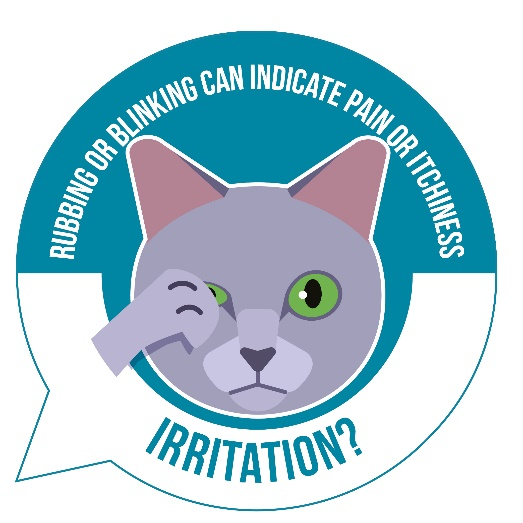 RUBBING OR BLINKING CAN INDICATE PAIN OR ITCHINESS
IRRITATION?